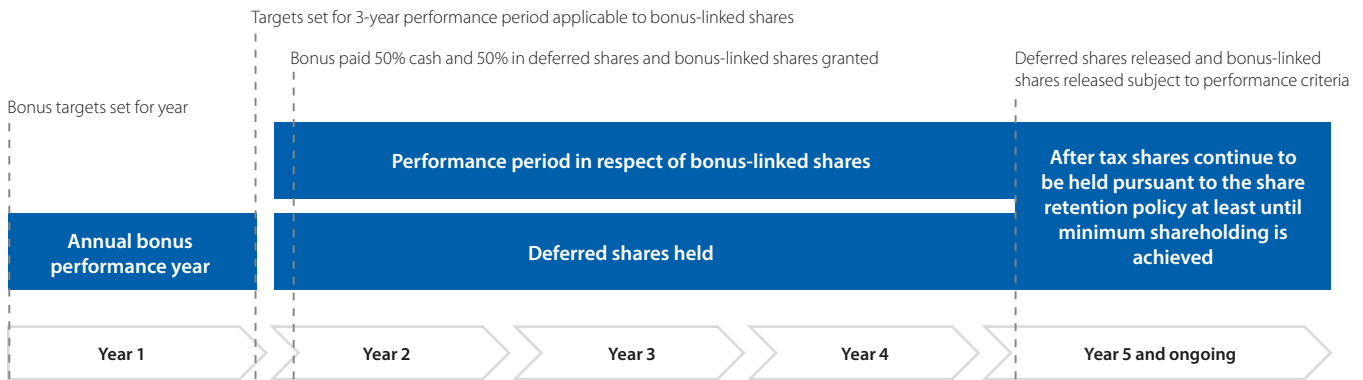 Targets set for 3-year performance period applicable to bonus-linked shares
Bonus paid 50% cash and 50% in deferred shares and bonus-linked shares granted
Deferred shares released and bonus-linked
shares released subject to performance criteria
Bonus targets set for year
Performance period in respect of bonus-linked shares
After tax shares continue to
be held pursuant to the share
retention policy at least until
minimum shareholding is
achieved
Annual bonus
performance year
Deferred shares held
Year 1
Year 2
Year 3
Year 4
Year 5 and ongoing